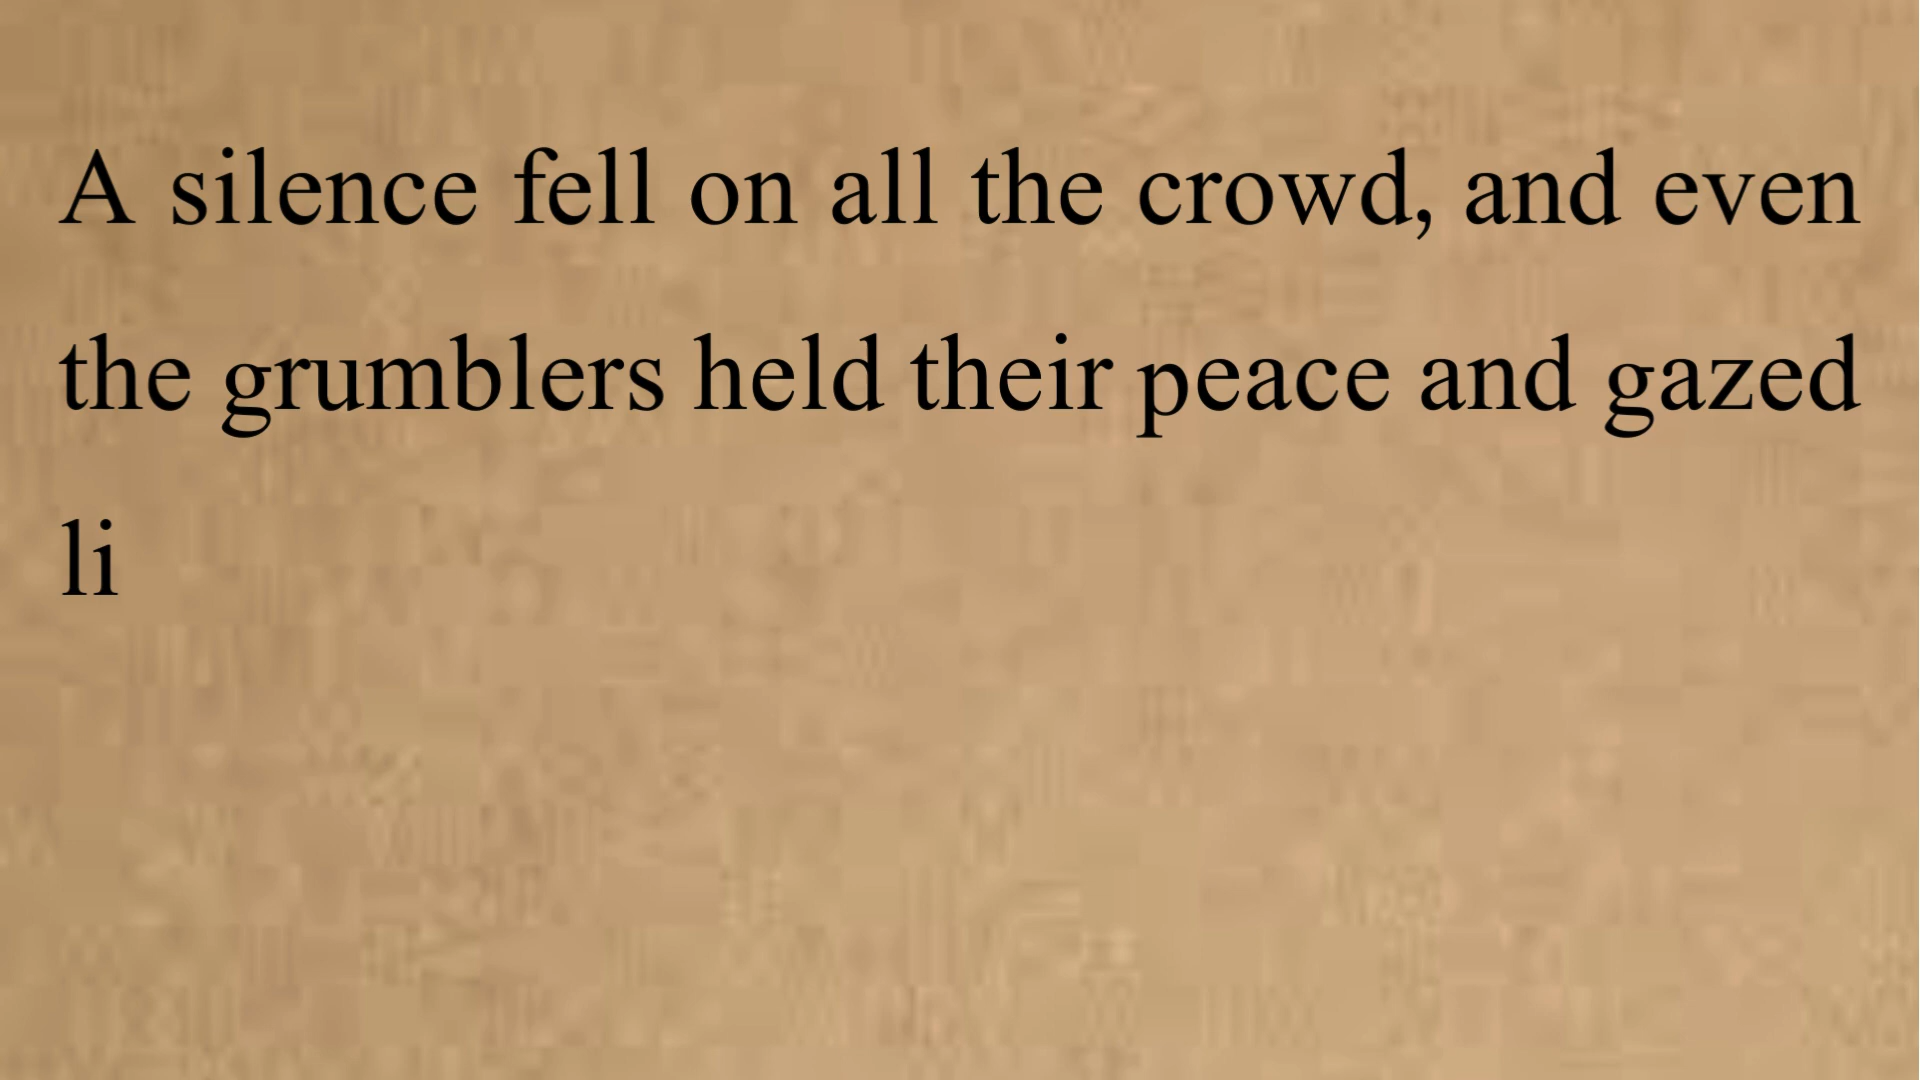 A silence fell on all the crowd, and even
the grumblers held their peace and gazed
li